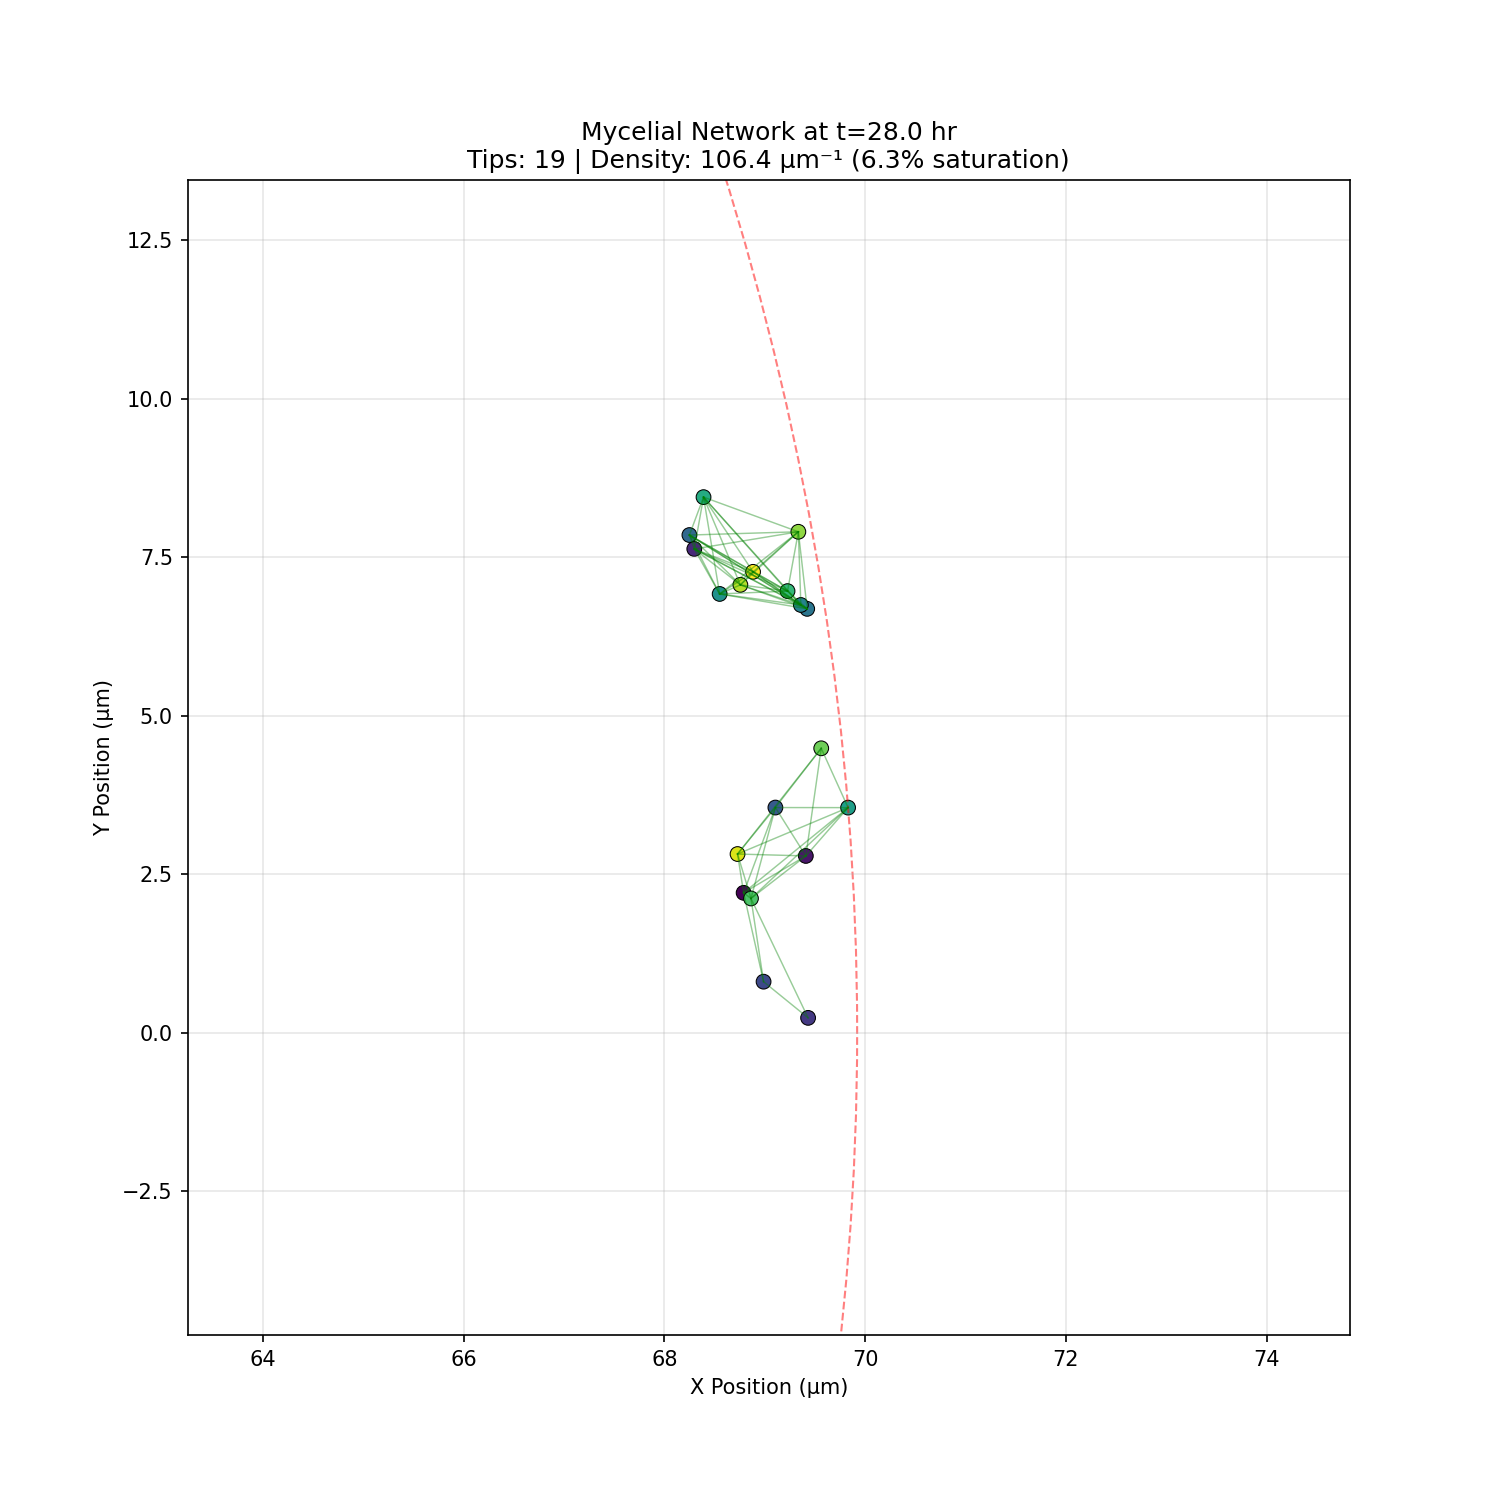 Mycelial Network at t=28.0 hr
Tips: 19 | Density: 106.4 µm⁻¹ (6.3% saturation)
12.5
10.0
7.5
5.0
2.5
0.0
−2.5
Y Position (µm)
64 66 68 70 72 74
X Position (µm)